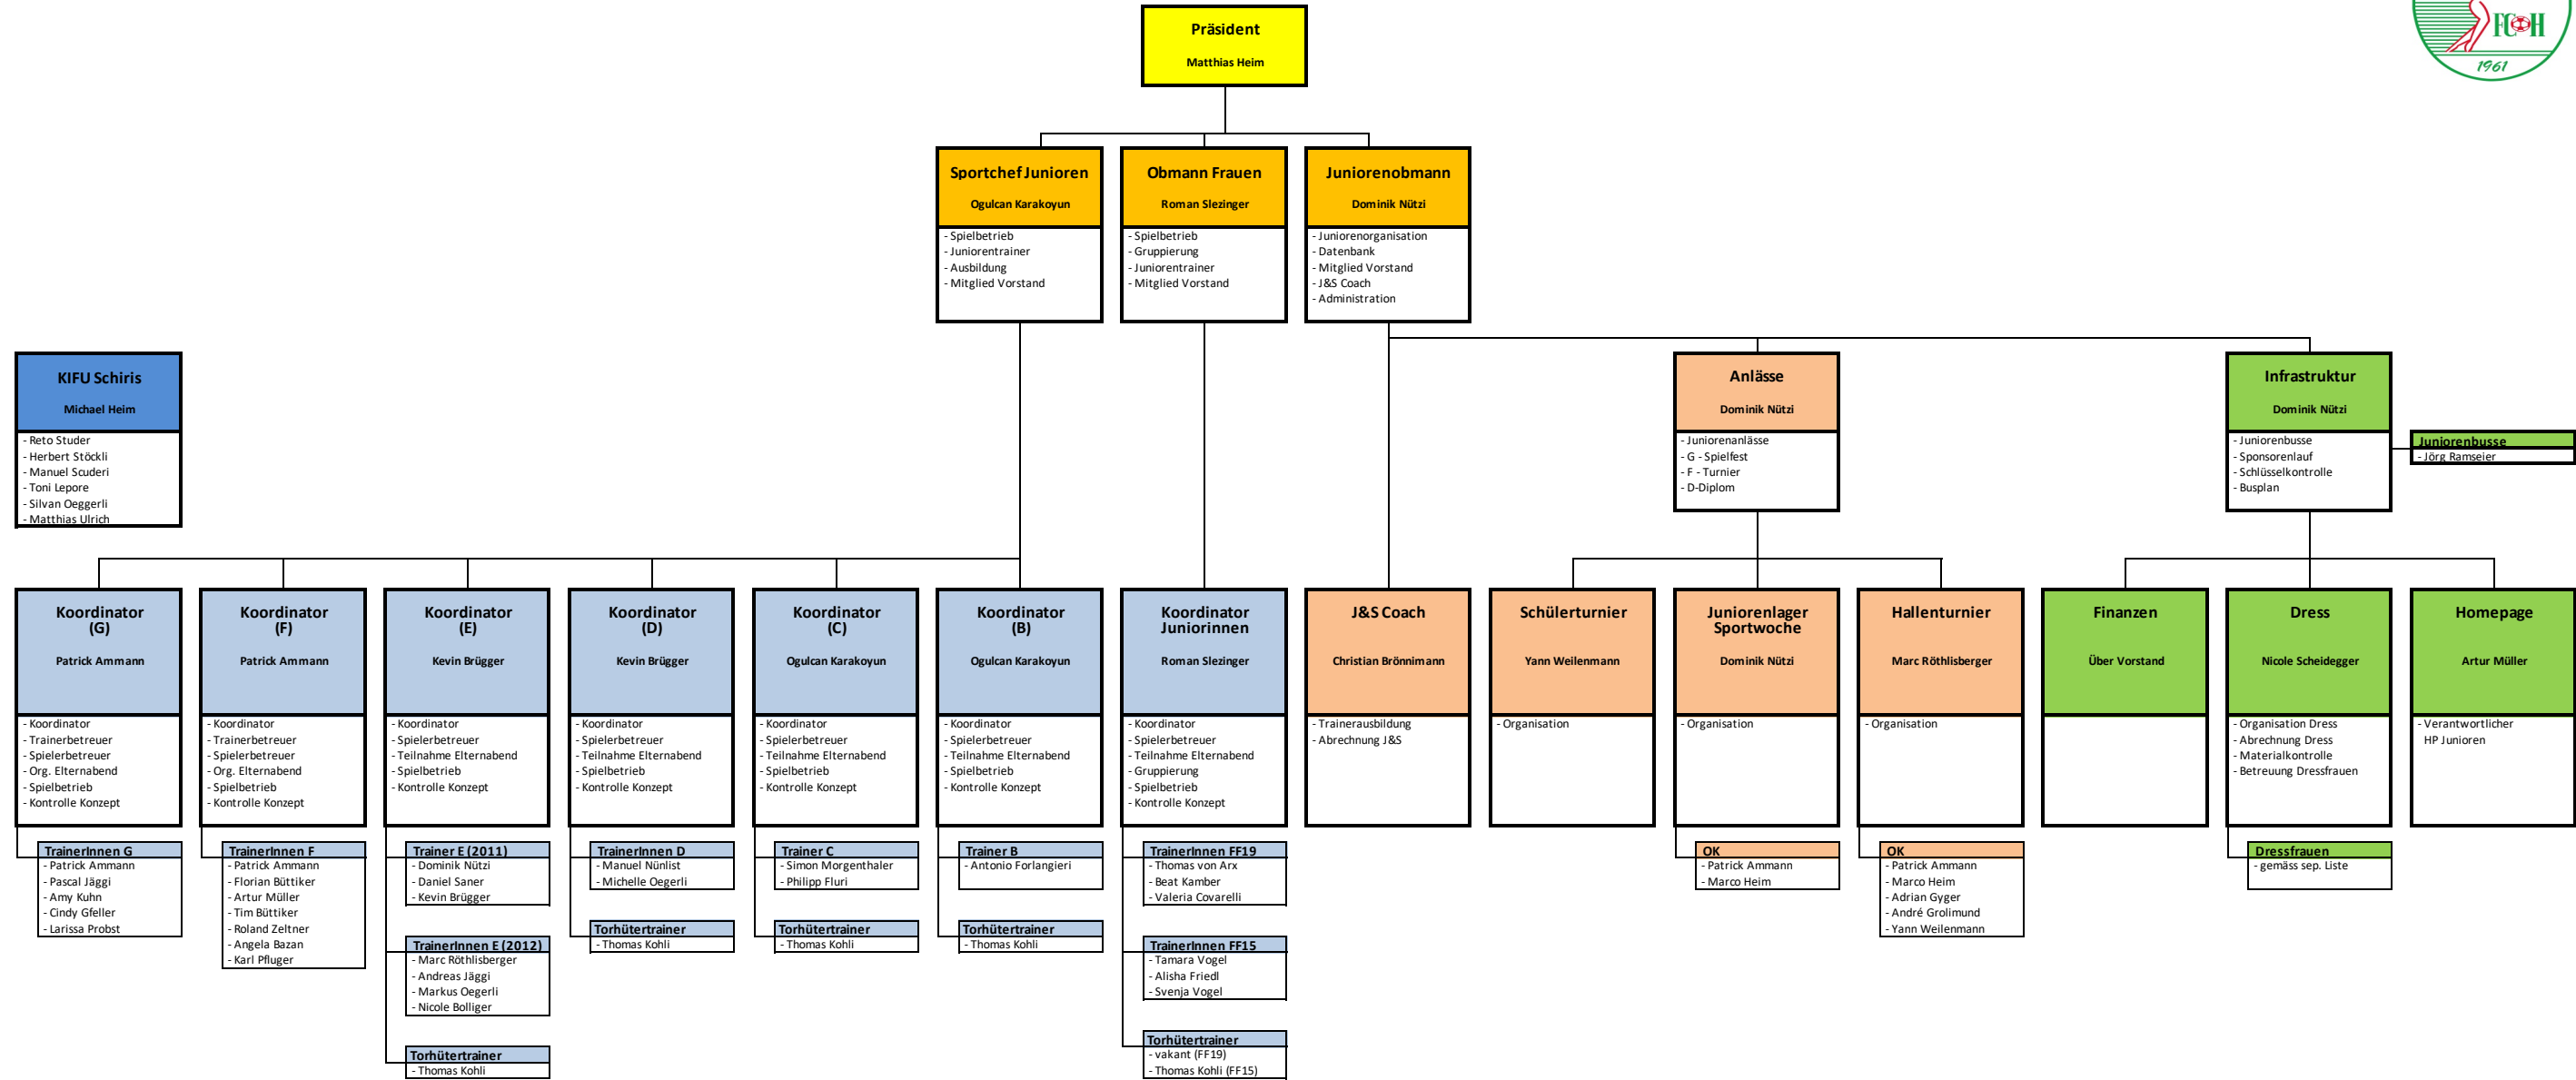 FC H
1961
Präsident
Matthias Heim
Sportchef Junioren
Ogulcan Karakoyun
- Spielbetrieb
- Juniorentrainer
- Ausbildung
- Mitglied Vorstand
Obmann Frauen
Roman Slezinger
- Spielbetrieb
- Gruppierung
- Juniorentrainer
- Mitglied Vorstand
Juniorenobmann
Dominik Nützi
- Juniorenorganisation
- Datenbank
- Mitglied Vorstand
- J&S Coach
- Administration
KIFU Schiris
Michael Heim
- Reto Studer
- Herbert Stöckli
- Manuel Scuderi
- Toni Lepore
- Silvan Oeggerli
- Matthias Ulrich
Anlässe
Dominik Nützi
- Juniorenanlässe
- G - Spielfest
- F - Turnier
- D-Diplom
Infrastruktur
Dominik Nützi
- Juniorenbusse
- Sponsorenlauf
- Schlüsselkontrolle
- Busplan
Juniorenbusse
- Jörg Ramseier
Koordinator
(G)
Patrick Ammann
- Koordinator
- Trainerbetreuer
- Spielerbetreuer
- Org. Elternabend
- Spielbetrieb
- Kontrolle Konzept
TrainerInnen G
- Patrick Ammann
- Pascal Jäggi
- Amy Kuhn
- Cindy Gfeller
- Larissa Probst
Koordinator
(F)
Patrick Ammann
- Koordinator
- Trainerbetreuer
- Spielerbetreuer
- Org. Elternabend
- Spielbetrieb
- Kontrolle Konzept
TrainerInnen F
- Patrick Ammann
- Florian Büttiker
- Artur Müller
- Tim Büttiker
- Roland Zeltner
- Angela Bazan
- Karl Pfluger
Koordinator
(E)
Kevin Brügger
- Koordinator
- Spielerbetreuer
- Teilnahme Elternabend
- Spielbetrieb
- Kontrolle Konzept
Trainer E (2011)
- Dominik Nützi
- Daniel Saner
- Kevin Brügger
TrainerInnen E (2012)
- Marc Röthlisberger
- Andreas Jäggi
- Markus Oegerli
- Nicole Bolliger
Torhütertrainer
- Thomas Kohli
Koordinator
(D)
Kevin Brügger
- Koordinator
- Spielerbetreuer
- Teilnahme Elternabend
- Spielbetrieb
- Kontrolle Konzept
TrainerInnen D
- Manuel Nünlist
- Michelle Oegerli
Torhütertrainer
- Thomas Kohli
Koordinator
(C)
Ogulcan Karakoyun
- Koordinator
- Spielerbetreuer
- Teilnahme Elternabend
- Spielbetrieb
- Kontrolle Konzept
Trainer C
- Simon Morgenthaler
- Philipp Fluri
Torhütertrainer
- Thomas Kohli
Koordinator
(B)
Ogulcan Karakoyun
- Koordinator
- Spielerbetreuer
- Teilnahme Elternabend
- Spielbetrieb
- Kontrolle Konzept
Trainer B
- Antonio Forlangieri
Torhütertrainer
- Thomas Kohli
Koordinator
Juniorinnen
Roman Slezinger
- Koordinator
- Spielerbetreuer
- Teilnahme Elternabend
- Gruppierung
- Spielbetrieb
- Kontrolle Konzept
TrainerInnen FF19
- Thomas von Arx
- Beat Kamber
- Valeria Covarelli
TrainerInnen FF15
- Tamara Vogel
- Alisha Friedl
- Svenja Vogel
Torhütertrainer
- vakant (FF19)
- Thomas Kohli (FF15)
J&S Coach
Christian Brönnimann
- Trainerausbildung
- Abrechnung J&S
Schülerturnier
Yann Weilenmann
- Organisation
Juniorenlager
Sportwoche
Dominik Nützi
- Organisation
OK
- Patrick Ammann
- Marco Heim
Hallenturnier
Marc Röthlisberger
- Organisation
OK
- Patrick Ammann
- Marco Heim
- Adrian Gyger
- André Grolimund
- Yann Weilenmann
Finanzen
Über Vorstand
Dress
Nicole Scheidegger
- Organisation Dress
- Abrechnung Dress
- Materialkontrolle
- Betreuung Dressfrauen
Dressfrauen
- gemäss sep. Liste
Homepage
Artur Müller
- Verantwortlicher
HP Junioren